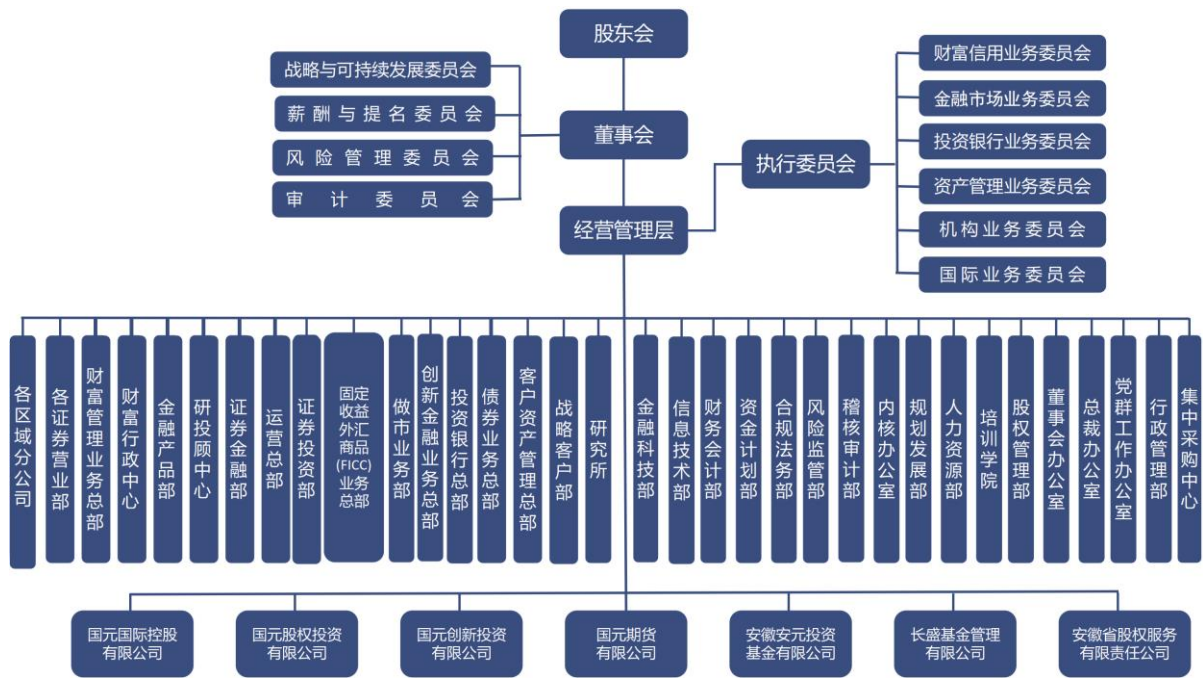 股东会
战略与可持续发展委员会
薪酬与提名委员会
风险管理委员会
审计委员会
董事会
经营管理层
执行委员会
财富信用业务委员会
金融市场业务委员会
投资银行业务委员会
资产管理业务委员会
机构业务委员会
国际业务委员会
各区域分公司
各证券营业部
财富管理业务总部
财富行政中心
金融产品部
研投顾中心
证券金融部
运营总部
证券投资部
固定
收益
外汇
商品
(FICC)
业务
总部
做市业务部
创新金融业务总部
投资银行总部
债券业务总部
客户资产管理总部
战略客户部
研究所
金融科技部
信息技术部
财务会计部
资金计划部
合规法务部
风险监管部
稽核审计部
内核办公室
规划发展部
人力资源部
培训学院
股权管理部
董事会办公室
总裁办公室
党群工作办公室
行政管理部
集中采购中心
国元国际控股
有限公司
国元股权投资
有限公司
国元创新投资
有限公司
国元期货
有限公司
安徽安元投资
基金有限公司
长盛基金管理
有限公司
安徽省股权服务
有限责任公司